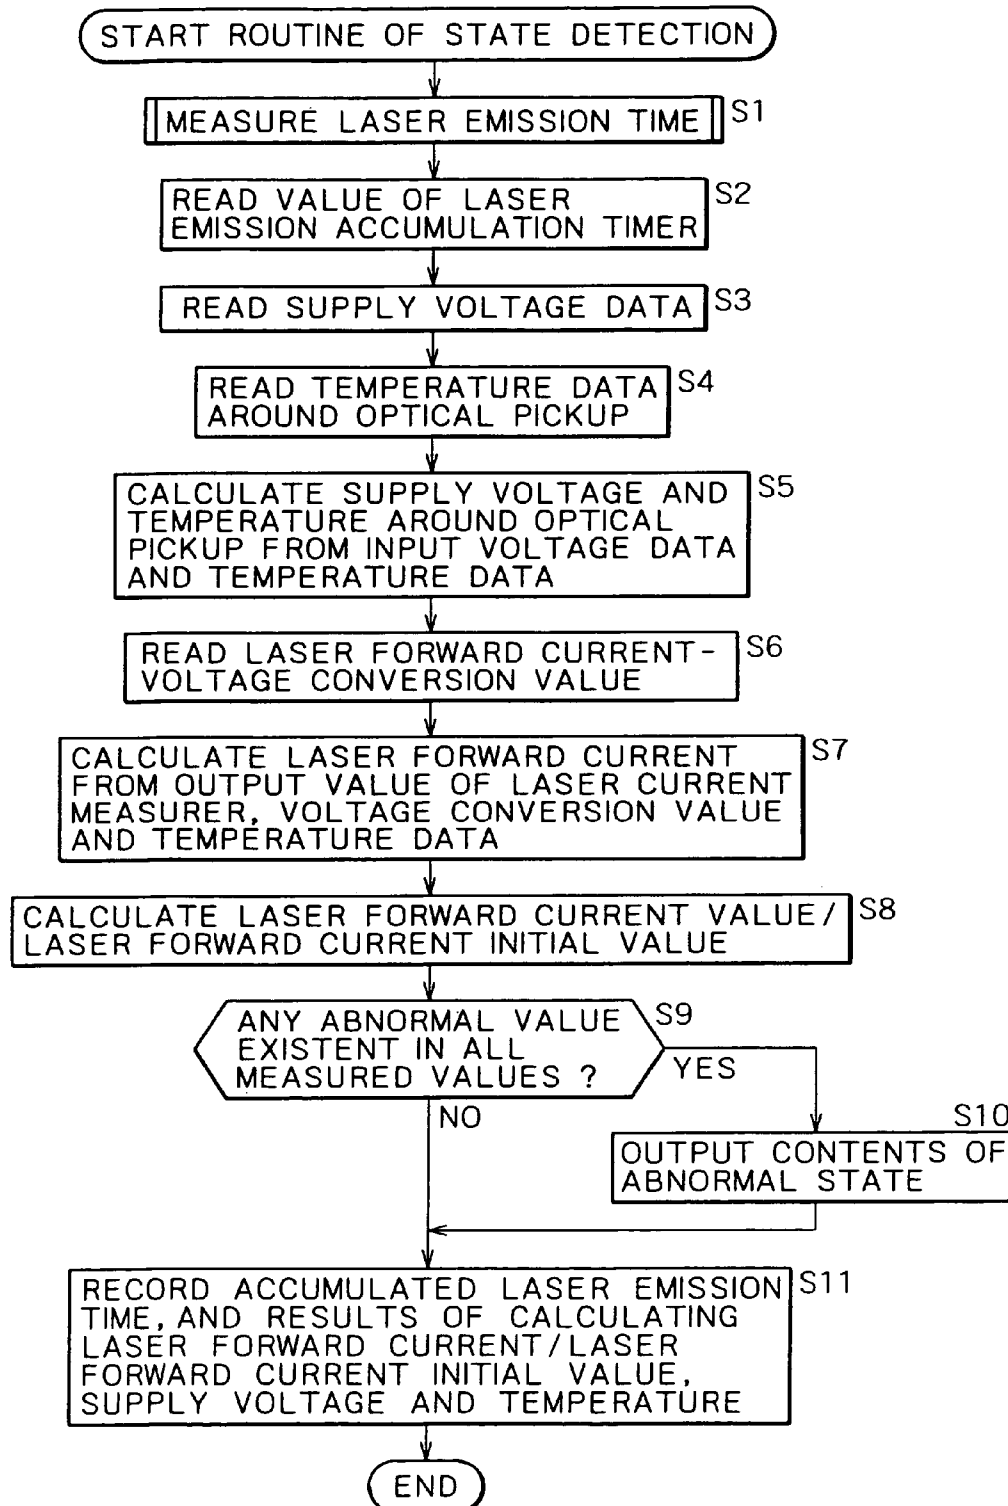 START ROUTINE OF STATE DETECTION
MEASURE LASER EMISSION TIME
S1
READ VALUE OF LASER
EMISSION ACCUMULATION TIMER
S2
READ SUPPLY VOLTAGE DATA
S3
READ TEMPERATURE DATA
AROUND OPTICAL PICKUP
S4
CALCULATE SUPPLY VOLTAGE AND
TEMPERATURE AROUND OPTICAL
PICKUP FROM INPUT VOLTAGE DATA
AND TEMPERATURE DATA
S5
READ LASER FORWARD CURRENT-
VOLTAGE CONVERSION VALUE
S6
CALCULATE LASER FORWARD CURRENT
FROM OUTPUT VALUE OF LASER CURRENT
MEASURER, VOLTAGE CONVERSION VALUE
AND TEMPERATURE DATA
S7
CALCULATE LASER FORWARD CURRENT VALUE/
LASER FORWARD CURRENT INITIAL VALUE
S8
ANY ABNORMAL VALUE
EXISTENT IN ALL
MEASURED VALUES ?
S9
YES
NO
S10
OUTPUT CONTENTS OF
ABNORMAL STATE
RECORD ACCUMULATED LASER EMISSION
TIME, AND RESULTS OF CALCULATING
LASER FORWARD CURRENT/LASER
FORWARD CURRENT INITIAL VALUE,
SUPPLY VOLTAGE AND TEMPERATURE
S11
END